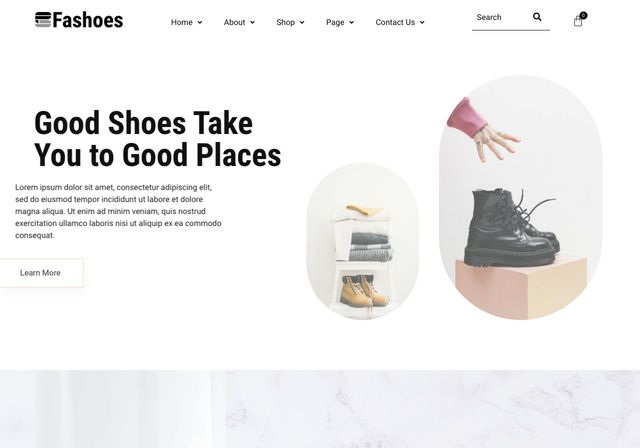 Fashoes
Home
About
Shop
Page
Contact Us
Search
0
Good Shoes Take
You to Good Places
Lorem ipsum dolor sit amet, consectetur adipiscing elit,
sed do eiusmod tempor incididunt ut labore et dolore
magna aliqua. Ut enim ad minim veniam, quis nostrud
exercitation ullamco laboris nisi ut aliquip ex ea commodo
consequat.
Learn More